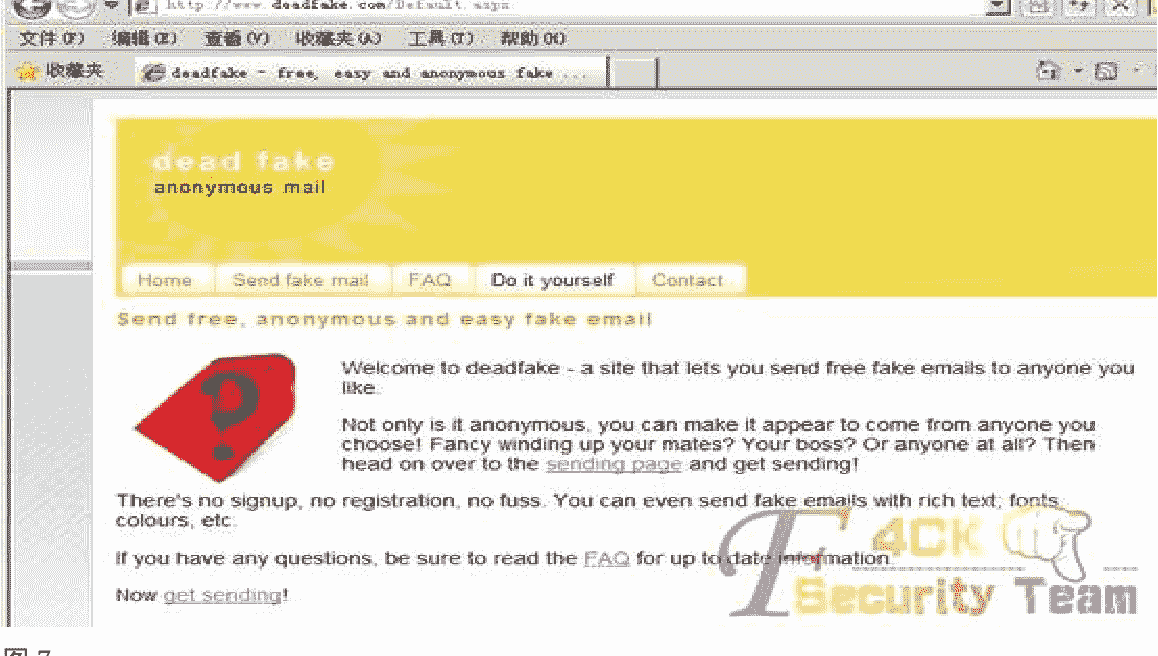 http://www.deadfake.com/Default.aspx
文件(F) 编辑(E) 查看(V) 收藏夹(A) 工具(T) 帮助(H)
收藏夹 deadfake - free, easy and anonymous fake ...
dead fake
anonymous mail
Home Send fake mail FAQ Do it yourself Contact
Send free, anonymous and easy fake email
Welcome to deadfake - a site that lets you send free fake emails to anyone you
like.
Not only is it anonymous, you can make it appear to come from anyone you
choose! Fancy winding up your mates? Your boss? Or anyone at all? Then
head on over to the sending page and get sending!
There's no signup, no registration, no fuss. You can even send fake emails with rich text, fonts,
colours, etc.
If you have any questions, be sure to read the FAQ for up to date information.
Now get sending!
F4CK
Security Team
图 7